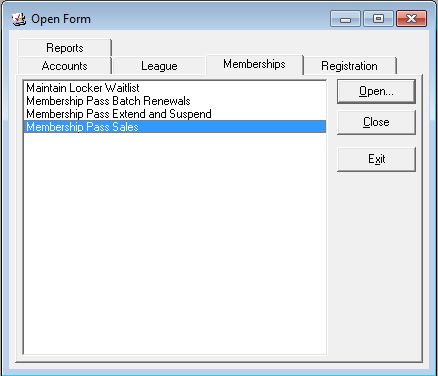 Open Form
Reports
Accounts League Memberships Registration
Maintain Locker Waitlist
Membership Pass Batch Renewals
Membership Pass Extend and Suspend
Membership Pass Sales
Open...
Close
Exit